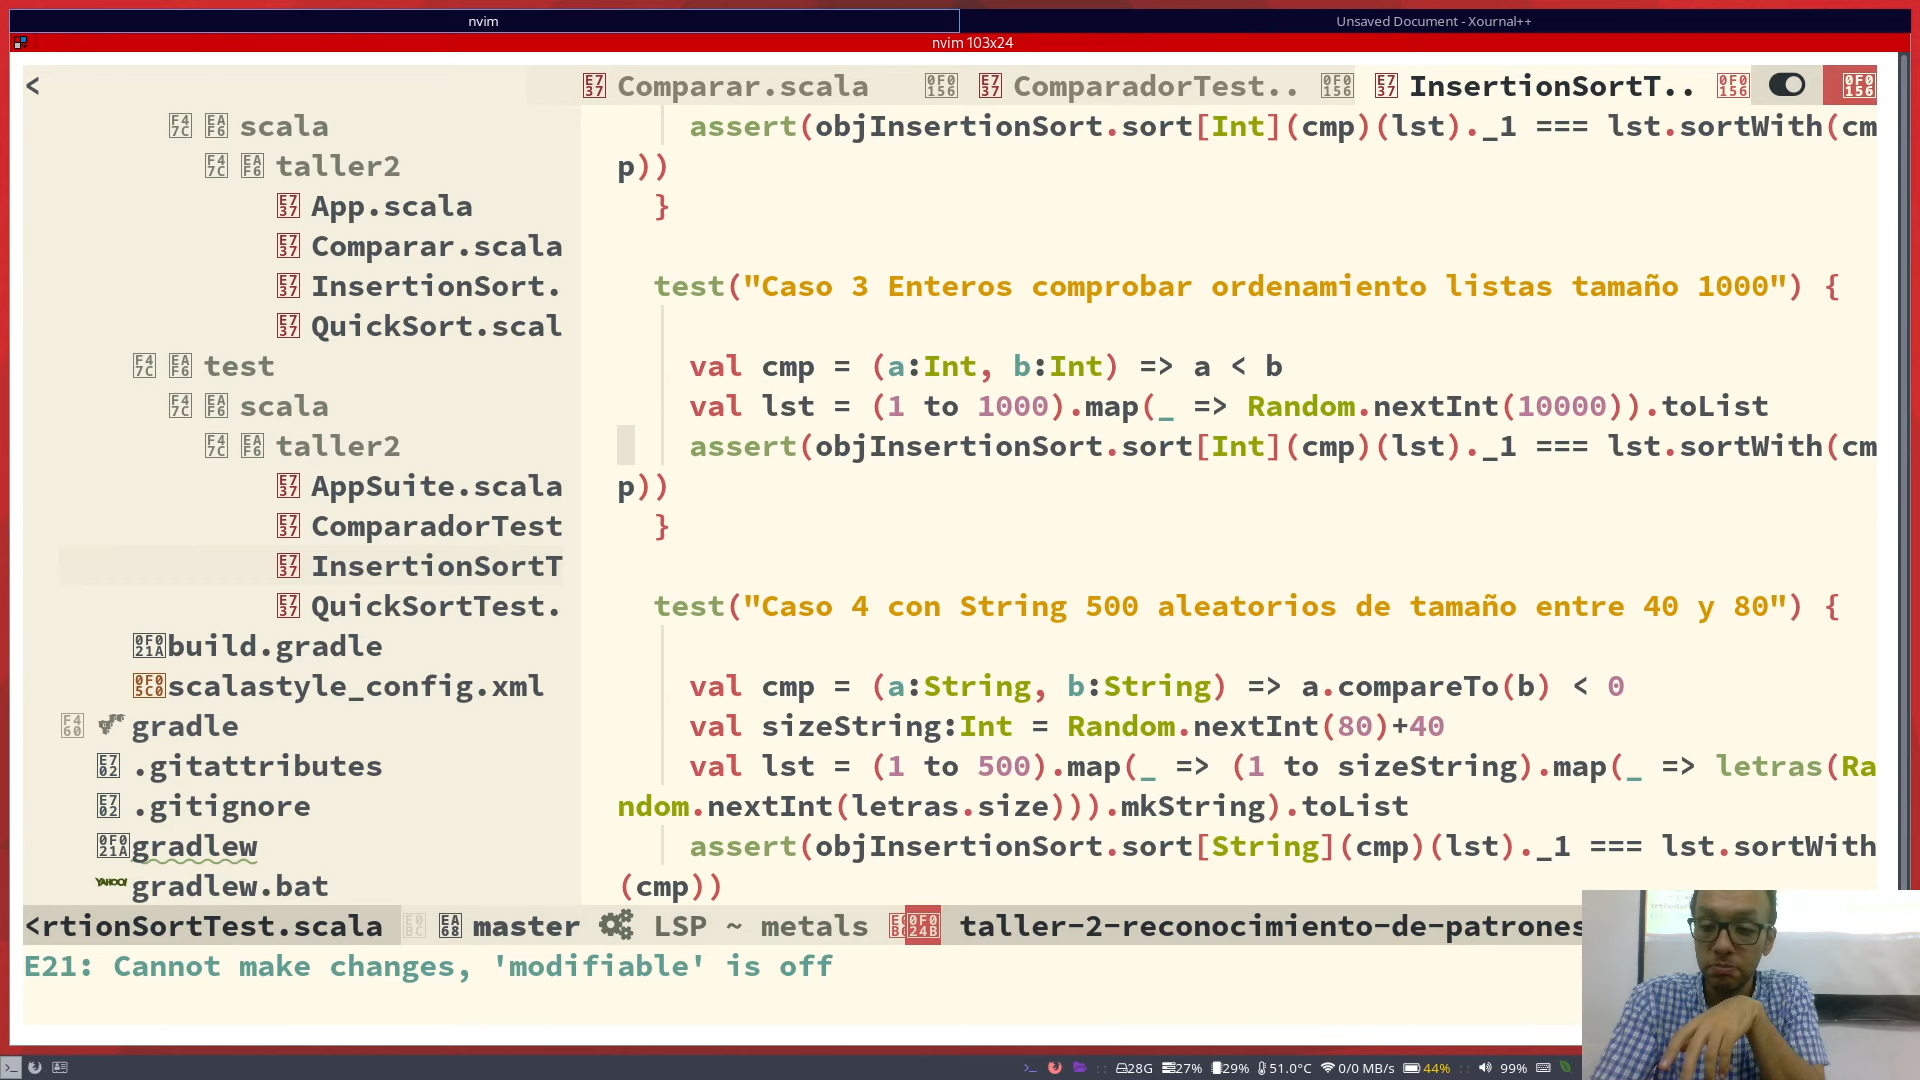 nvim
Unsaved Document - Xournal++
nvim 103x24
<
Comparar.scala
ComparadorTest..
InsertionSortT..
scala
taller2
App.scala
Comparar.scala
InsertionSort.
QuickSort.scal
test
scala
taller2
AppSuite.scala
ComparadorTest
InsertionSortT
QuickSortTest.
build.gradle
scalastyle_config.xml
gradle
.gitattributes
.gitignore
gradlew
YAHOO!
gradlew.bat
assert(objInsertionSort.sort[Int](cmp)(lst)._1 === lst.sortWith(cm
p))
}
test("Caso 3 Enteros comprobar ordenamiento listas tamaño 1000") {
val cmp = (a:Int, b:Int) => a < b
val lst = (1 to 1000).map(_ => Random.nextInt(10000)).toList
assert(objInsertionSort.sort[Int](cmp)(lst)._1 === lst.sortWith(cm
p))
}
test("Caso 4 con String 500 aleatorios de tamaño entre 40 y 80") {
val cmp = (a:String, b:String) => a.compareTo(b) < 0
val sizeString:Int = Random.nextInt(80)+40
val lst = (1 to 500).map(_ => (1 to sizeString).map(_ => letras(Ra
ndom.nextInt(letras.size))).mkString).toList
assert(objInsertionSort.sort[String](cmp)(lst)._1 === lst.sortWith
(cmp))
<rtionSortTest.scala master LSP ~ metals taller-2-reconocimiento-de-patrones
E21: Cannot make changes, 'modifiable' is off
28G 27% 29% 51.0°C 0/0 MB/s 44% 99%